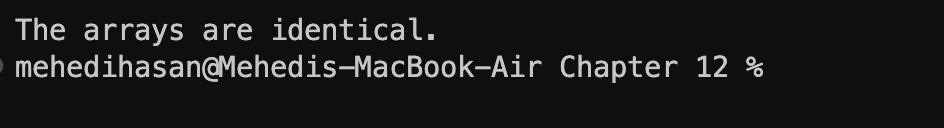 The arrays are identical.
mehedihasan@Mehedis-MacBook-Air Chapter 12 %